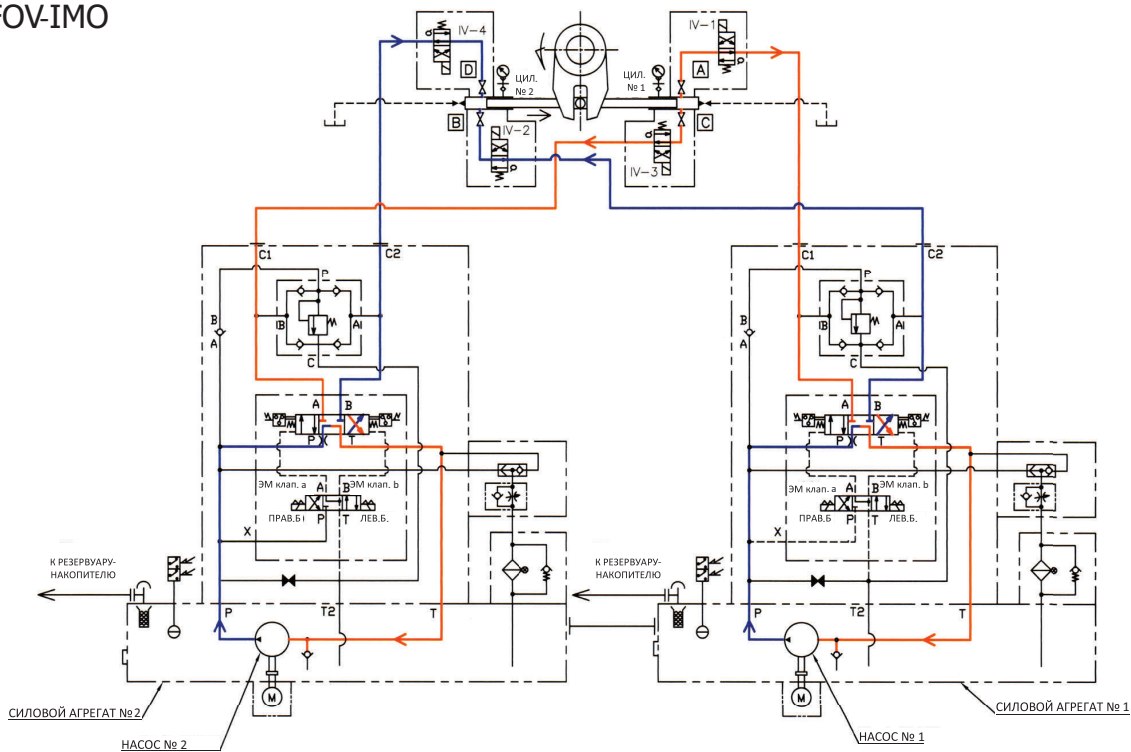 FOV-IMO
IV-4
IV-1
D
ЦИЛ.
№ 2
ЦИЛ.
№ 1
A
B
C
IV-2
IV-3
C1
C2
C1
C2
P
P
B
A
B
A
B
A
B
A
C
C
A
B
A
B
P
T
P
T
ЭМ клап. a
A
B
ЭМ клап. b
ЭМ клап. a
A
B
ЭМ клап. b
ПРАВ.Б
P
T
ЛЕВ.Б.
ПРАВ.Б
P
T
ЛЕВ.Б.
X
X
К РЕЗЕРВУАРУ-
НАКОПИТЕЛЮ
К РЕЗЕРВУАРУ-
НАКОПИТЕЛЮ
P
T2
T
P
T2
T
M
M
СИЛОВОЙ АГРЕГАТ № 2
СИЛОВОЙ АГРЕГАТ № 1
НАСОС № 2
НАСОС № 1